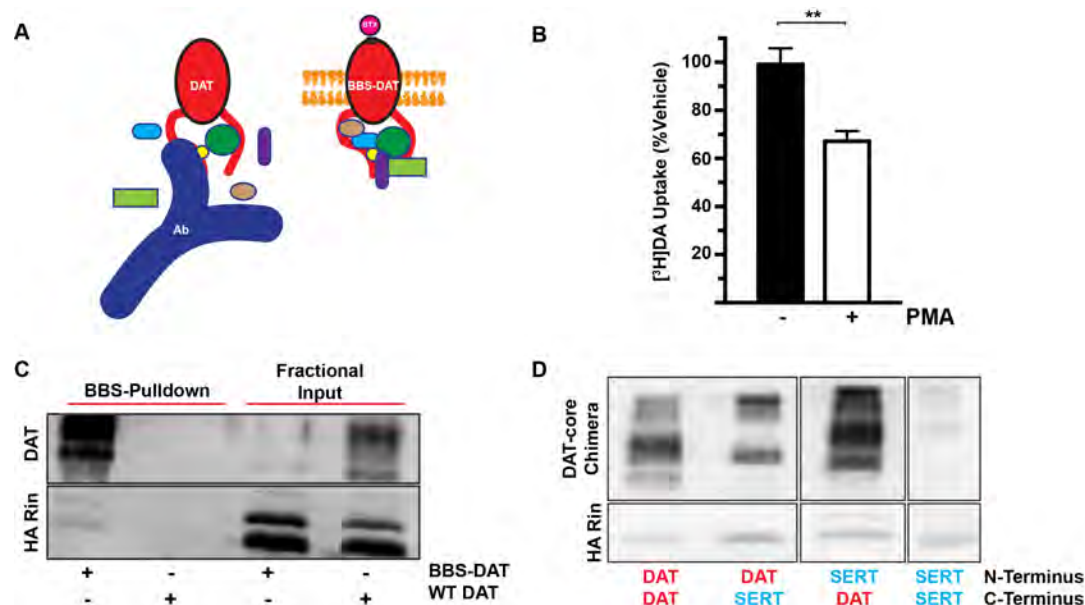 A
BTX
DAT
BBS-DAT
Ab
B
**
[³H]DA Uptake (%Vehicle)
100
80
60
40
20
- + PMA
C
BBS-Pulldown Fractional Input
DAT
HA Rin
+ - + - BBS-DAT
- + - + WT DAT
D
DAT-core Chimera
HA Rin
DAT DAT SERT SERT N-Terminus
DAT SERT DAT SERT C-Terminus